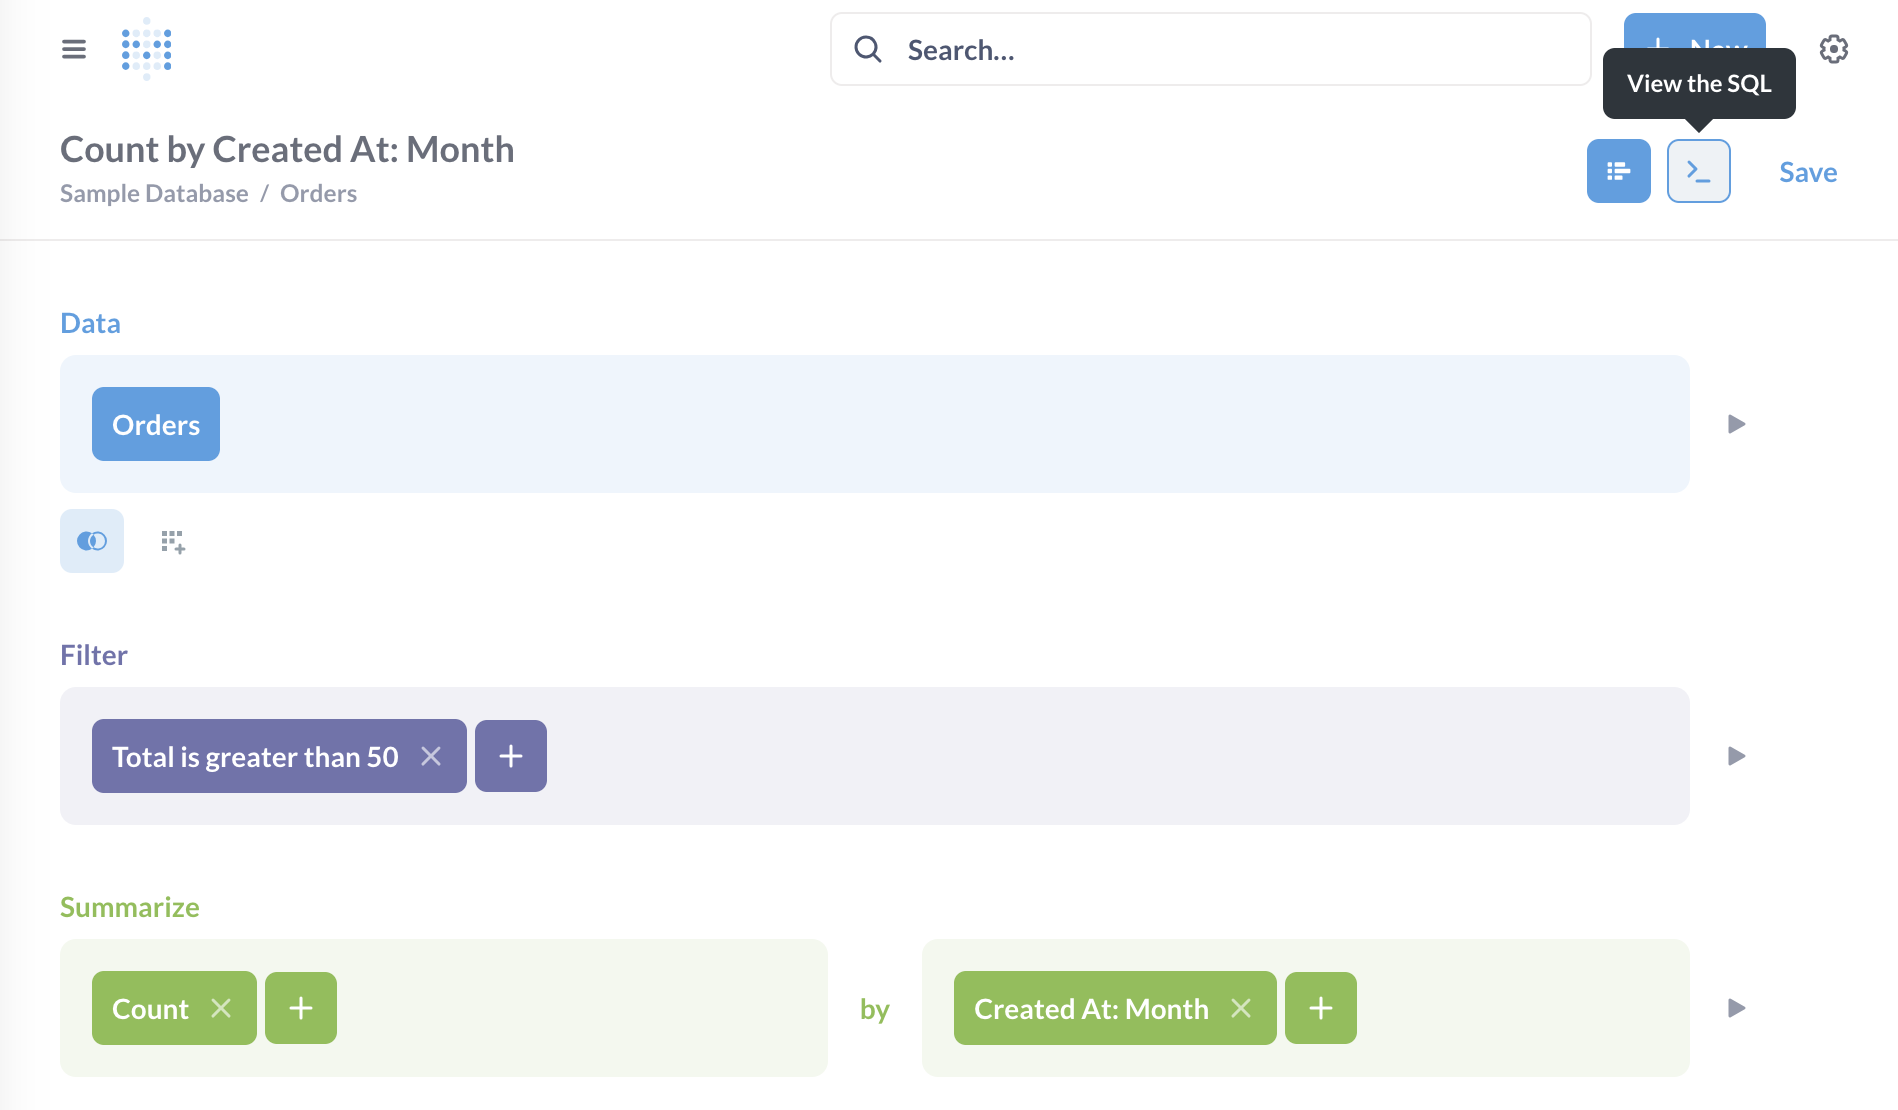 Search...
New
View the SQL
Count by Created At: Month
Sample Database / Orders
Save
Data
Orders
Filter
Total is greater than 50
Summarize
Count
by
Created At: Month